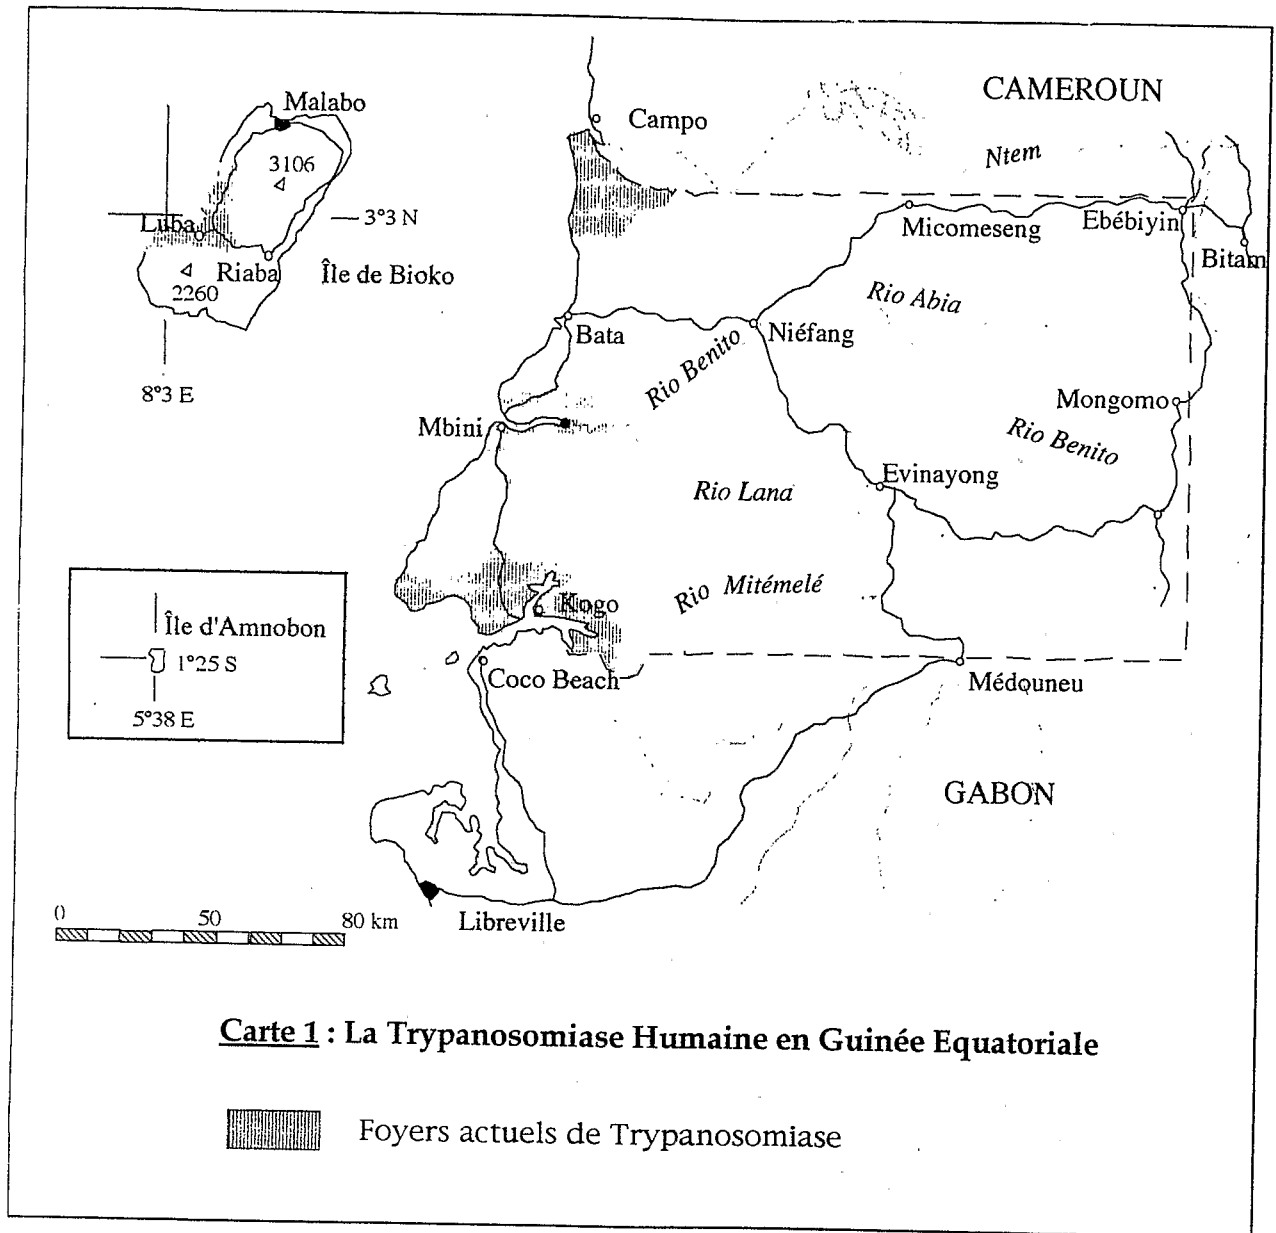 CAMEROUN
Malabo
Campo
3106
Ntem
3°3 N
Luba
Micomeseng
Ebébiyin
Bitam
Riaba
Île de Bioko
2260
Rio Abia
Bata
Rio Benito
Niéfang
8°3 E
Mongomo
Mbini
Rio Benito
Evinayong
Rio Lana
Rio Mitémelé
Kogo
Île d'Amnobon
1°25 S
5°38 E
Coco Beach
Médouneu
GABON
0 50 80 km
Libreville
Carte 1 : La Trypanosomiase Humaine en Guinée Equatoriale
Foyers actuels de Trypanosomiase